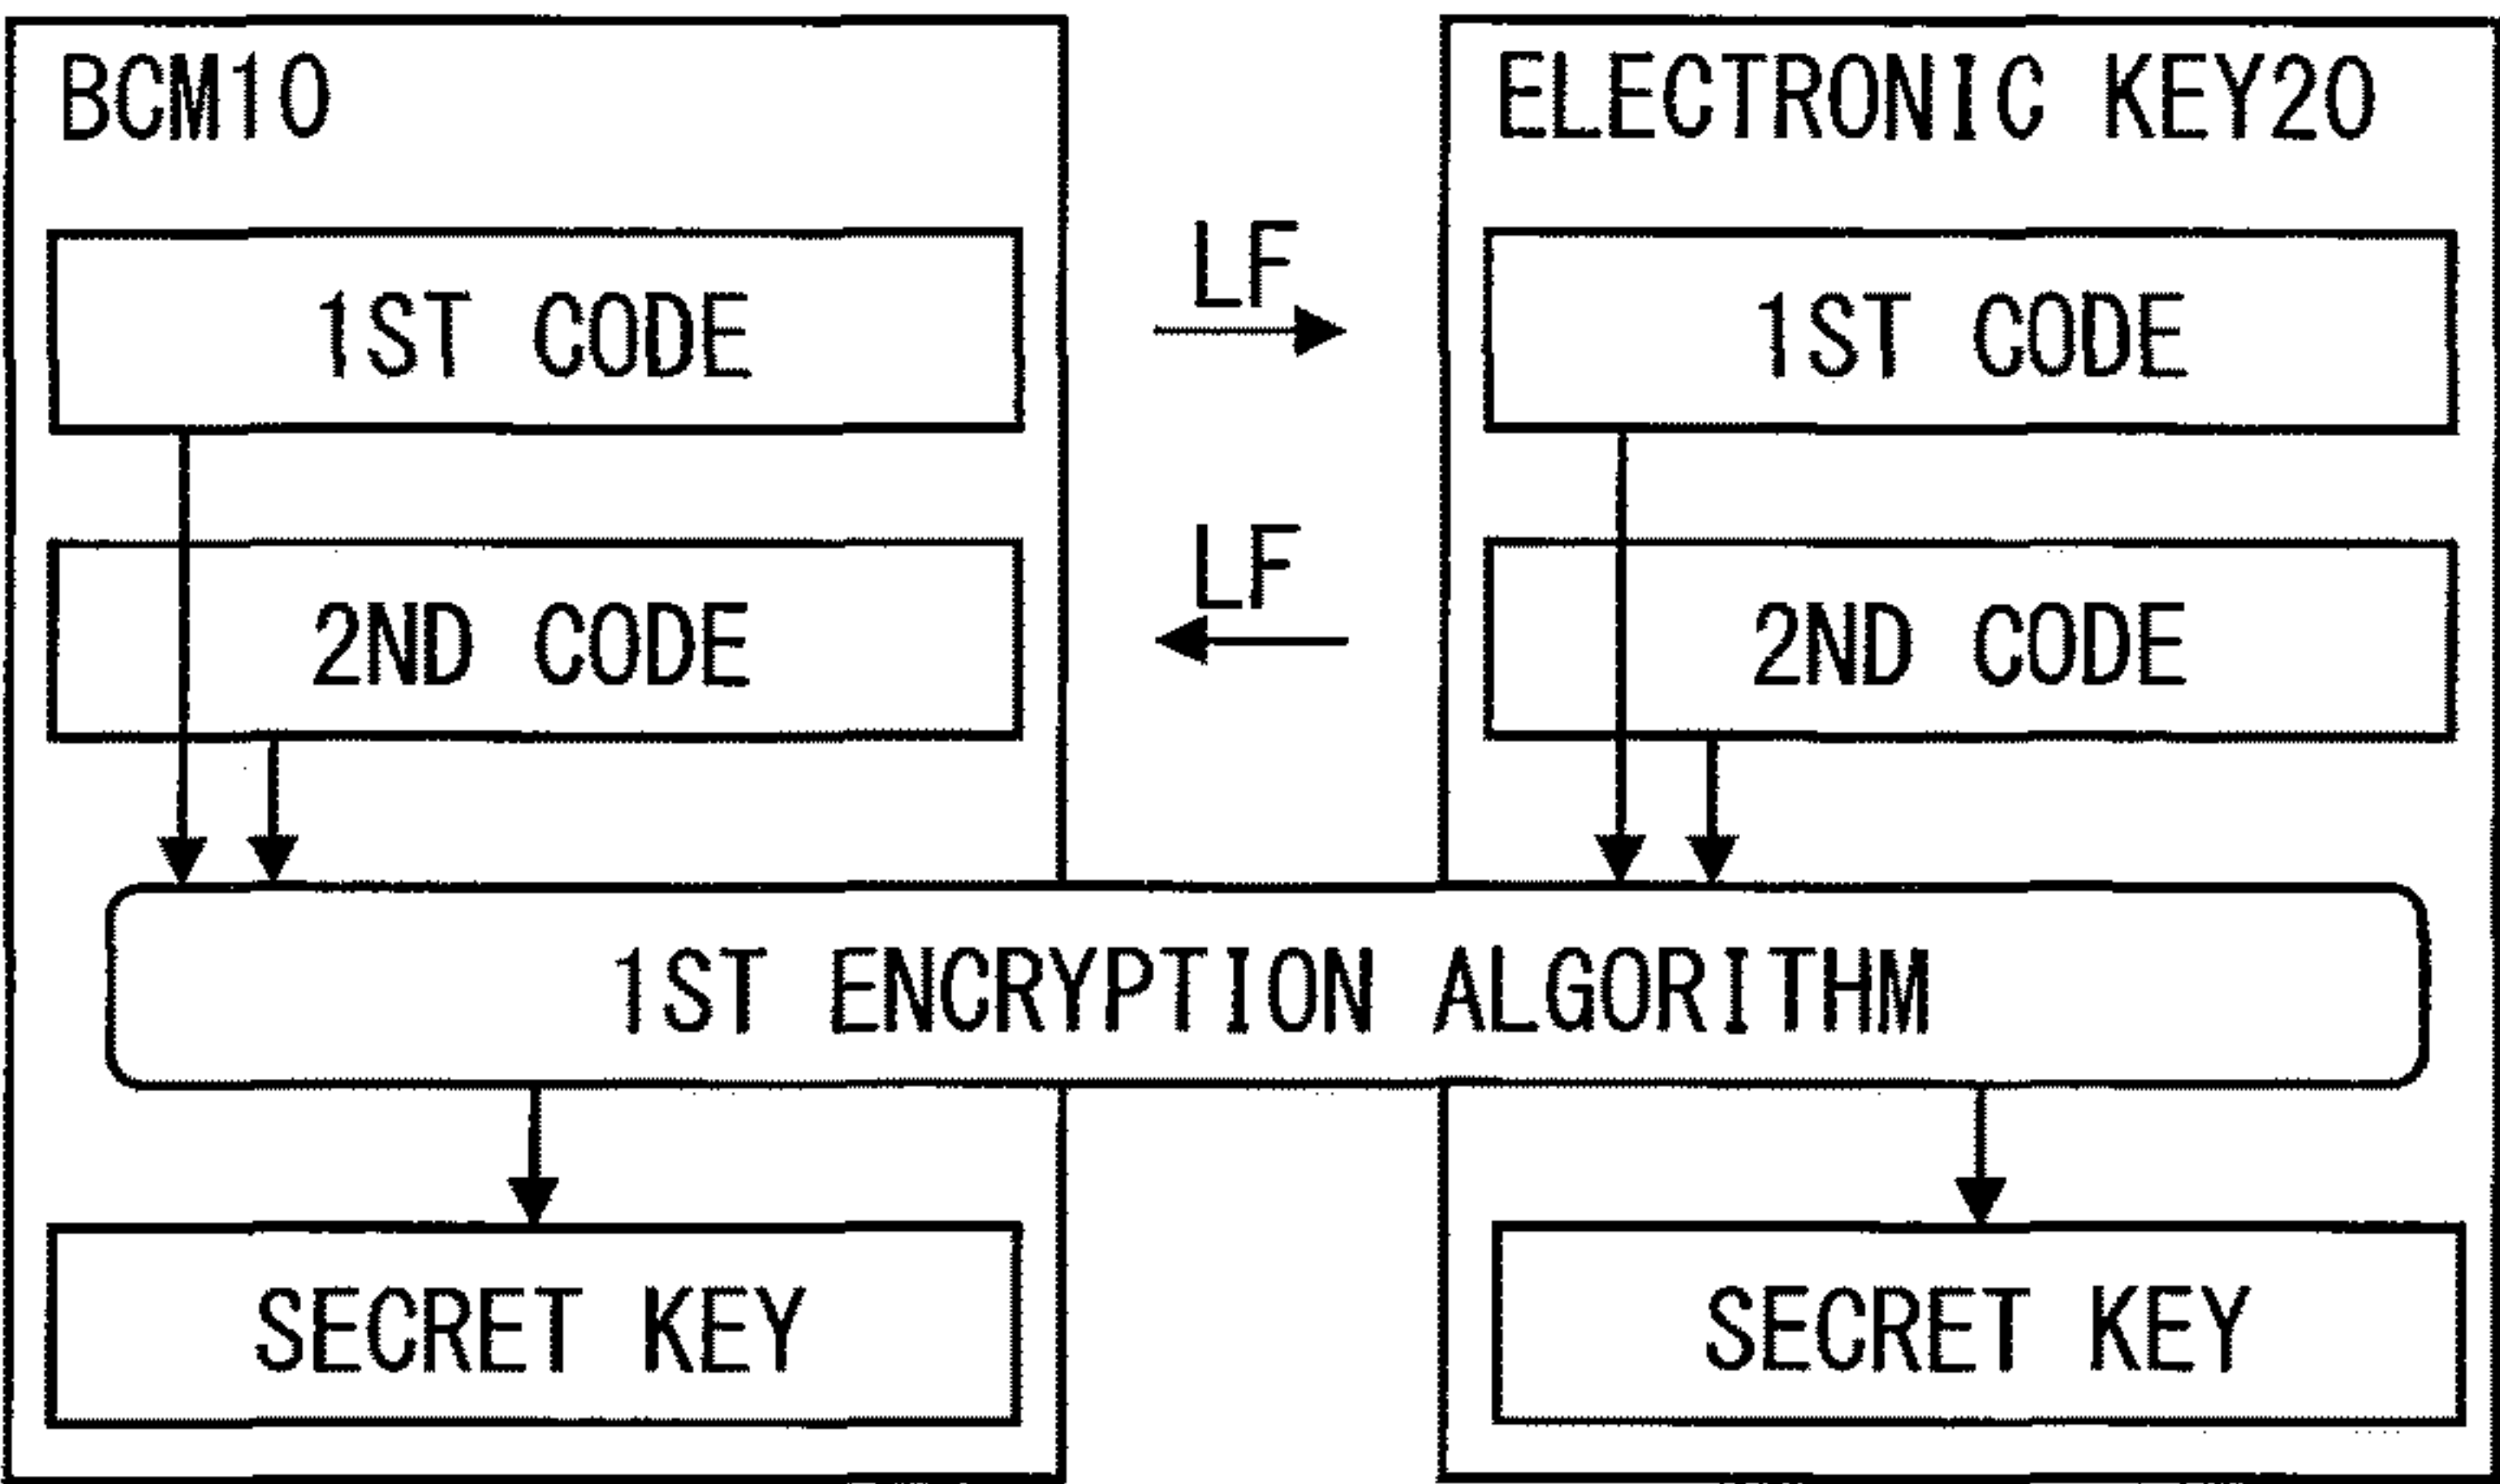 BCM10
ELECTRONIC KEY20
1ST CODE
LF
1ST CODE
2ND CODE
LF
2ND CODE
1ST ENCRYPTION ALGORITHM
SECRET KEY
SECRET KEY